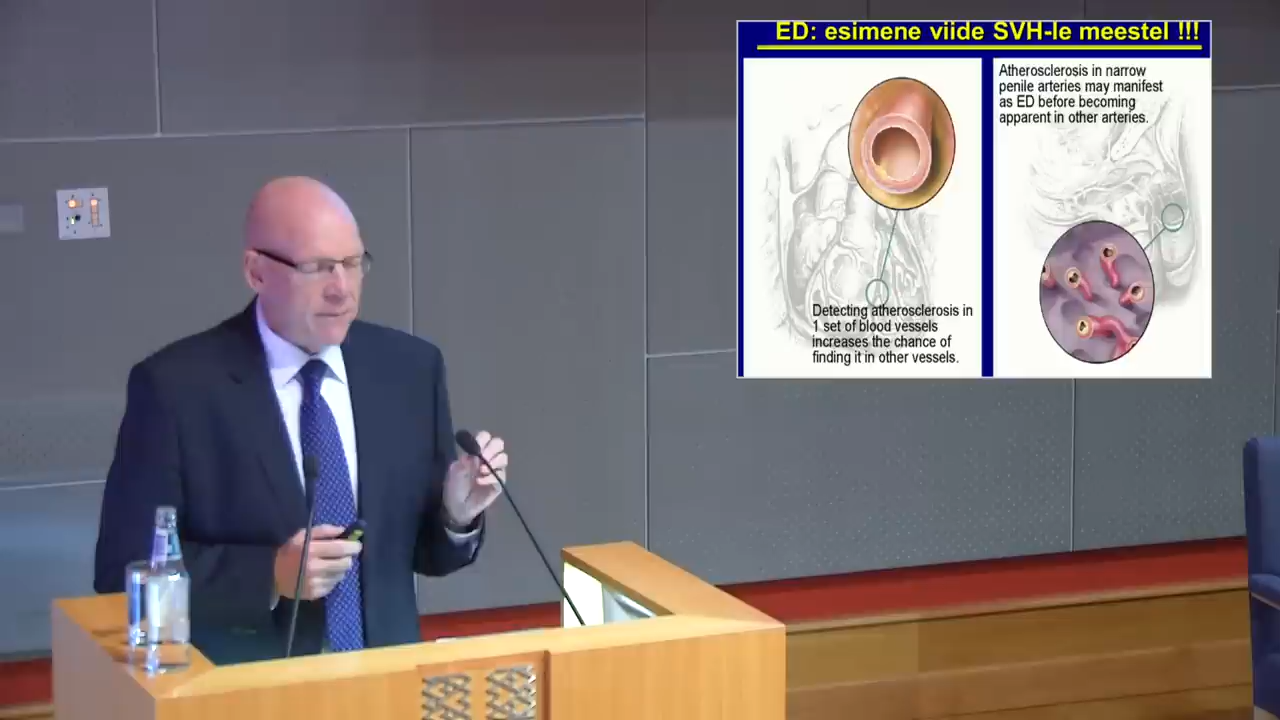 ED: esimene viide SVH-le meestel !!!
Detecting atherosclerosis in
1 set of blood vessels
increases the chance of
finding it in other vessels.
Atherosclerosis in narrow
penile arteries may manifest
as ED before becoming
apparent in other arteries.